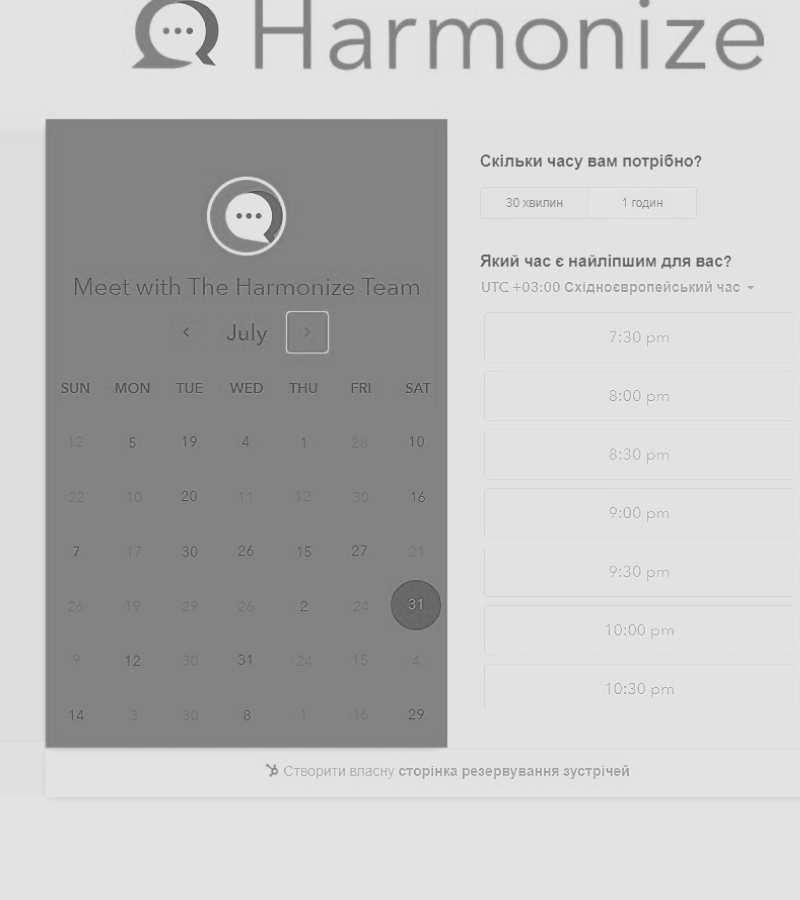 Harmonize
Meet with The Harmonize Team
July
SUN MON TUE WED THU FRI SAT
12 5 19 4 1 28 10
22 10 20 11 12 30 16
7 17 30 26 15 27 21
26 19 29 26 2 24 31
9 12 30 31 24 15 4
14 3 30 8 1 16 29
Скільки часу вам потрібно?
30 хвилин 1 годин
Який час є найліпшим для вас?
UTC +03:00 Східноєвропейський час
7:30 pm
8:00 pm
8:30 pm
9:00 pm
9:30 pm
10:00 pm
10:30 pm
Створити власну сторінка резервування зустрічей